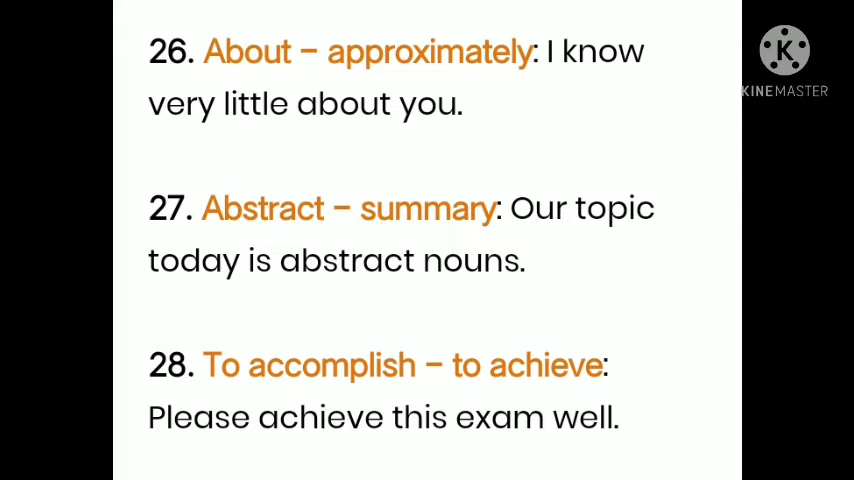 26. About – approximately: I know
very little about you.
27. Abstract – summary: Our topic
today is abstract nouns.
28. To accomplish – to achieve:
Please achieve this exam well.
K
KINEMASTER